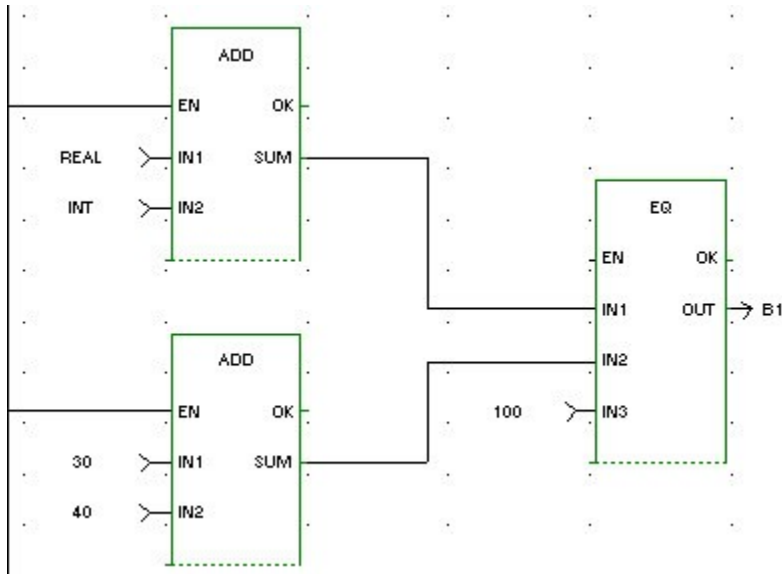 ADD
EN OK
REAL IN1 SUM
INT IN2
EQ
EN OK
IN1 OUT B1
IN2
100 IN3
ADD
EN OK
30 IN1 SUM
40 IN2